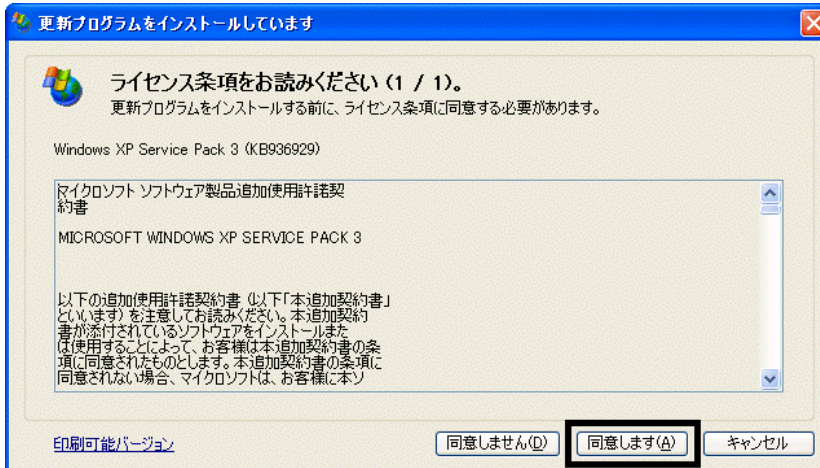 更新プログラムをインストールしています
ライセンス条項をお読みください (1 / 1)。
更新プログラムをインストールする前に、ライセンス条項に同意する必要があります。
Windows XP Service Pack 3 (KB936929)
マイクロソフト ソフトウェア製品追加使用許諾契
約書
MICROSOFT WINDOWS XP SERVICE PACK 3
以下の追加使用許諾契約書 (以下「本追加契約書」
といいます) を注意してお読みください。本追加契約
書が添付されているソフトウェアをインストールまた
は使用することによって、お客様は本追加契約書の条
項に同意されたものとします。本追加契約書の条項に
同意されない場合、マイクロソフトは、お客様に本ソ
印刷可能バージョン
同意しません(D)
同意します(A)
キャンセル